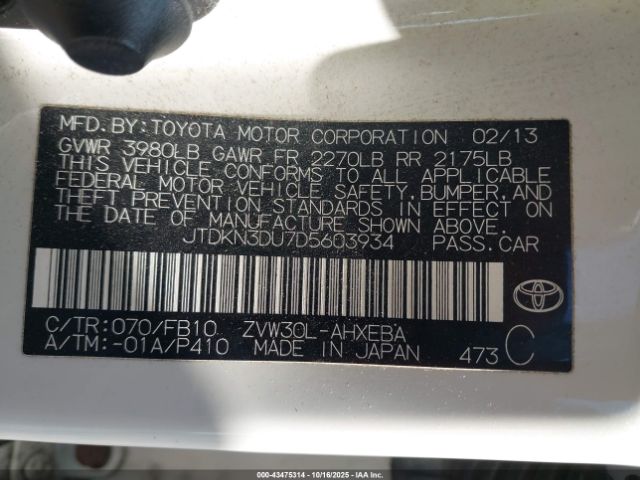 MFD. BY: TOYOTA MOTOR CORPORATION 02/13
GVWR 3980LB GAWR FR 2270LB RR 2175LB
THIS VEHICLE CONFORMS TO ALL APPLICABLE
FEDERAL MOTOR VEHICLE SAFETY, BUMPER, AND
THEFT PREVENTION STANDARDS IN EFFECT ON
THE DATE OF MANUFACTURE SHOWN ABOVE.
JTDKN3DU7D5603934 PASS.CAR
C/TR:070/FB10 ZVW30L-AHXEBA
A/TM:-01A/P410 MADE IN JAPAN 473 C
TOYOTA
000-43475314 - 10/16/2025 - IAA Inc.